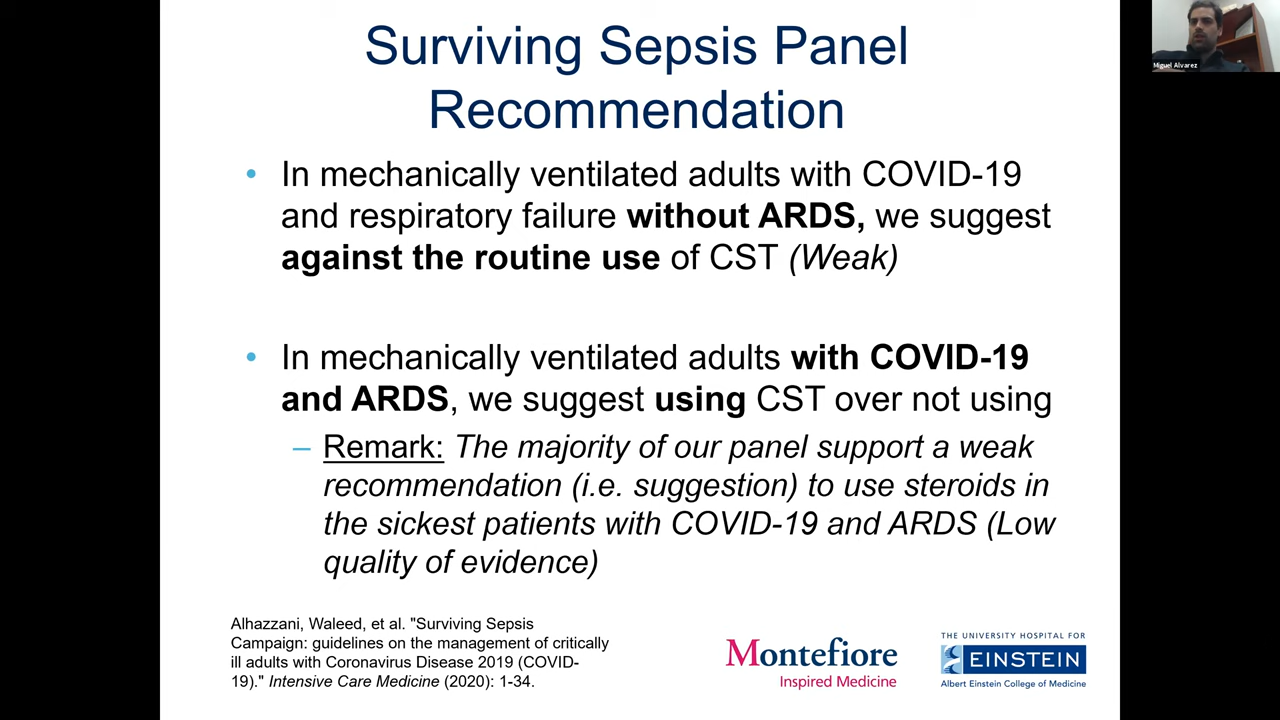 Surviving Sepsis Panel
Recommendation
Miguel Alvarez
• In mechanically ventilated adults with COVID-19
and respiratory failure without ARDS, we suggest
against the routine use of CST (Weak)
• In mechanically ventilated adults with COVID-19
and ARDS, we suggest using CST over not using
– Remark: The majority of our panel support a weak
recommendation (i.e. suggestion) to use steroids in
the sickest patients with COVID-19 and ARDS (Low
quality of evidence)
Alhazzani, Waleed, et al. "Surviving Sepsis
Campaign: guidelines on the management of critically
ill adults with Coronavirus Disease 2019 (COVID-
19)." Intensive Care Medicine (2020): 1-34.
Montefiore
Inspired Medicine
THE UNIVERSITY HOSPITAL FOR
EINSTEIN
Albert Einstein College of Medicine